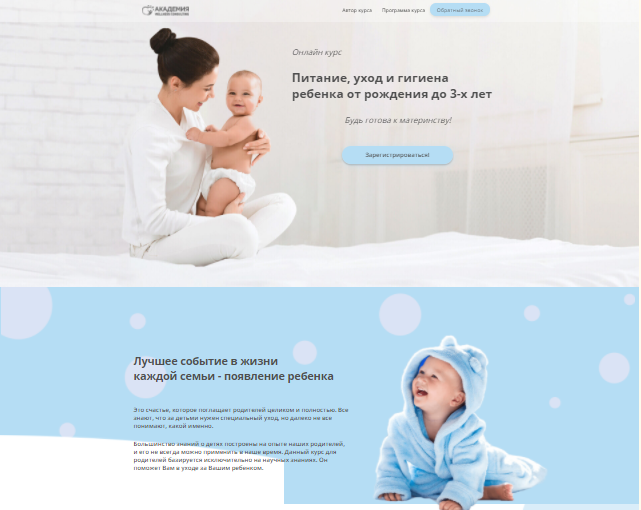 АКАДЕМИЯ
WELLNESS CONSULTING
Автор курса
Программа курса
Обратный звонок
Онлайн курс
Питание, уход и гигиена
ребенка от рождения до 3-х лет
Будь готова к материнству!
Зарегистрироваться!
Лучшее событие в жизни
каждой семьи - появление ребенка
Это счастье, которое поглащает родителей целиком и полностью. Все
знают, что за детьми нужен специальный уход, но далеко не все
понимают, какой именно.
Большинство знаний о детях построены на опыте наших родителей,
и его не всегда можно применить в наше время. Данный курс для
родителей базируется исключительно на научных знаниях. Он
поможет Вам в уходе за Вашим ребенком.